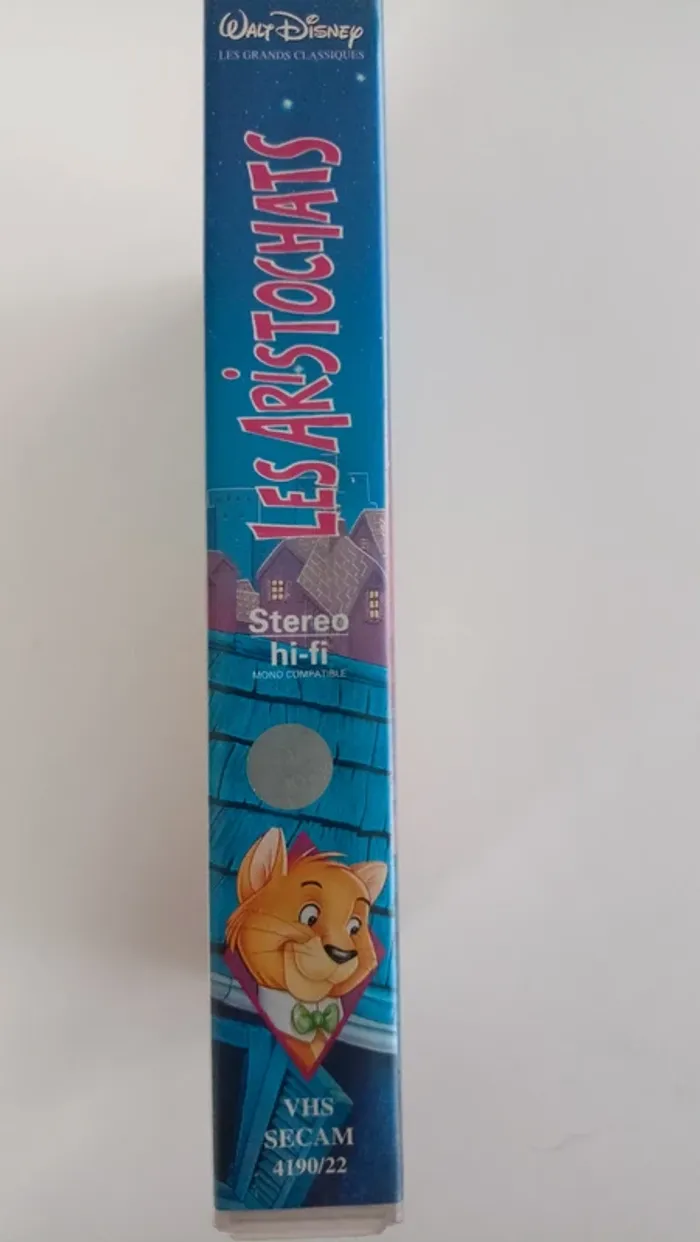 WALT DISNEY
LES GRANDS CLASSIQUES
LES ARISTOCHATS
Stereo
hi-fi
MONO COMPATIBLE
VHS
SECAM
4190/22